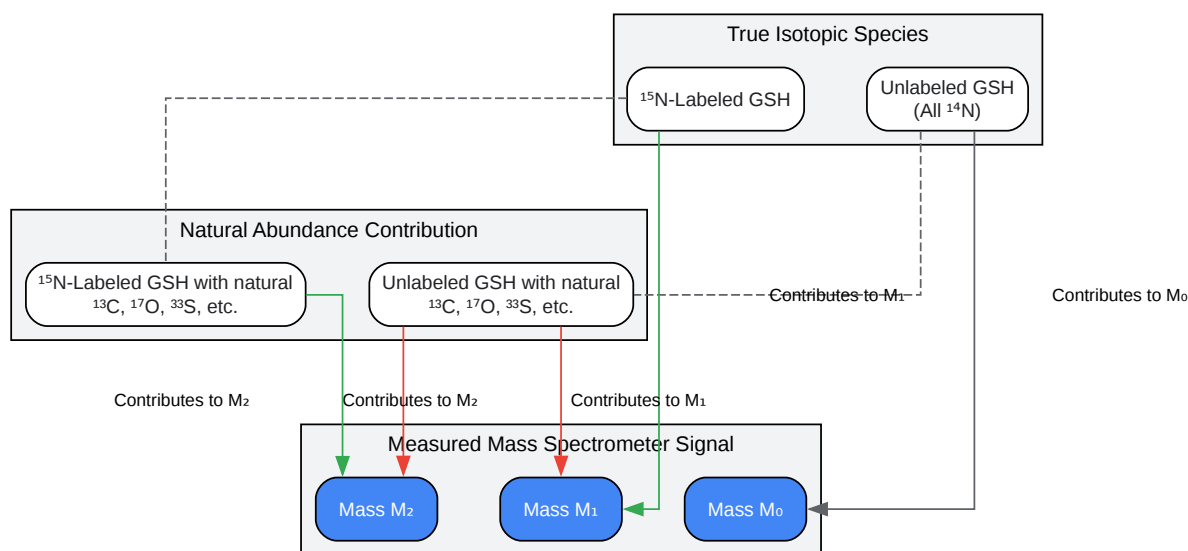 True Isotopic Species
¹⁵N-Labeled GSH
Unlabeled GSH
(All ¹⁴N)
Natural Abundance Contribution
¹⁵N-Labeled GSH with natural
¹³C, ¹⁷O, ³³S, etc.
Unlabeled GSH with natural
¹³C, ¹⁷O, ³³S, etc.
Contributes to M₁
Contributes to M₀
Contributes to M₂
Contributes to M₂
Contributes to M₁
Measured Mass Spectrometer Signal
Mass M₂
Mass M₁
Mass M₀